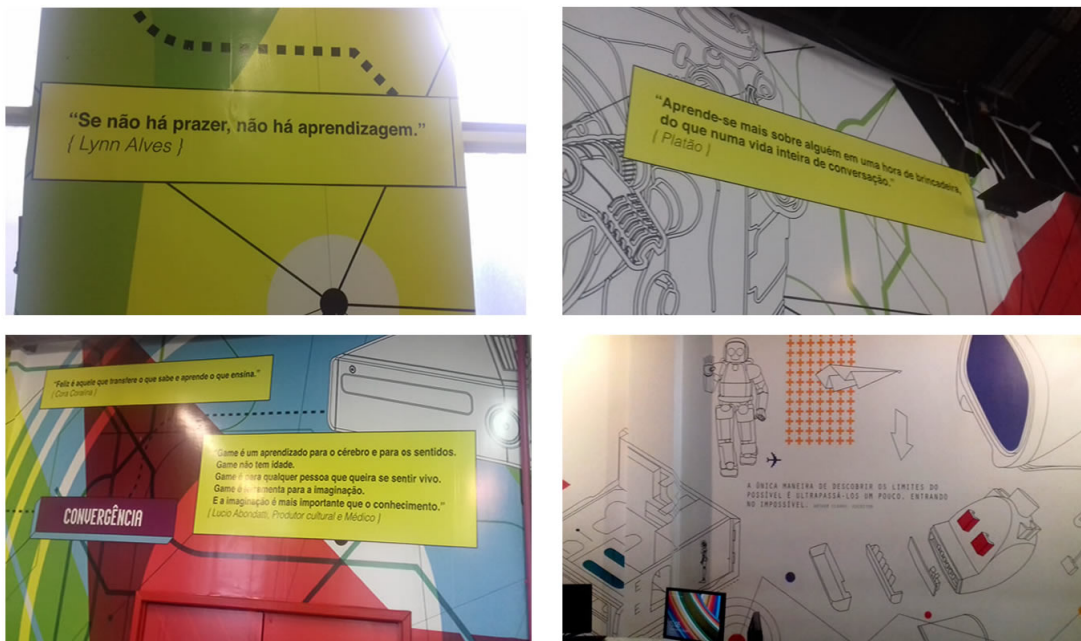 “Se não há prazer, não há aprendizagem.”
{ Lynn Alves }
“Aprende-se mais sobre alguém em uma hora de brincadeira,
do que numa vida inteira de conversação.”
{ Platão }
“Feliz é aquele que transfere o que sabe e aprende o que ensina.”
{ Cora Coralina }
“Game é um aprendizado para o cérebro e para os sentidos.
Game não tem idade.
Game é para qualquer pessoa que queira se sentir vivo.
Game é ferramenta para a imaginação.
E a imaginação é mais importante que o conhecimento.”
{ Lucio Abondati, Produtor cultural e Médico }
CONVERGÊNCIA
A ÚNICA MANEIRA DE DESCOBRIR OS LIMITES DO
POSSÍVEL É ULTRAPASSÁ-LOS UM POUCO. ENTRANDO
NO IMPOSSÍVEL.